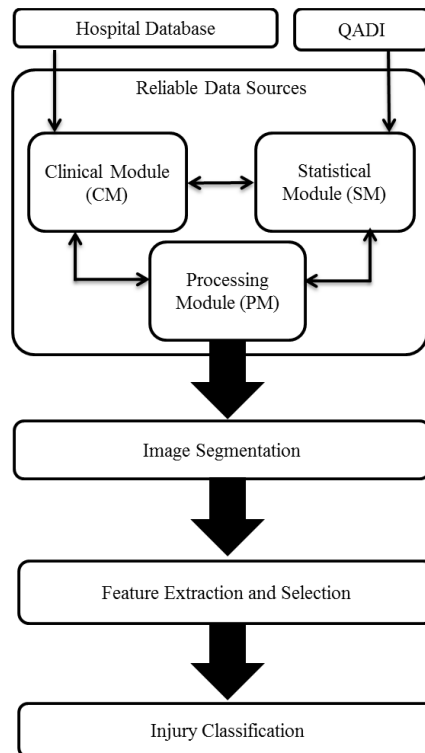 Hospital Database
QADI
Reliable Data Sources
Clinical Module
(CM)
Statistical
Module (SM)
Processing
Module (PM)
Image Segmentation
Feature Extraction and Selection
Injury Classification